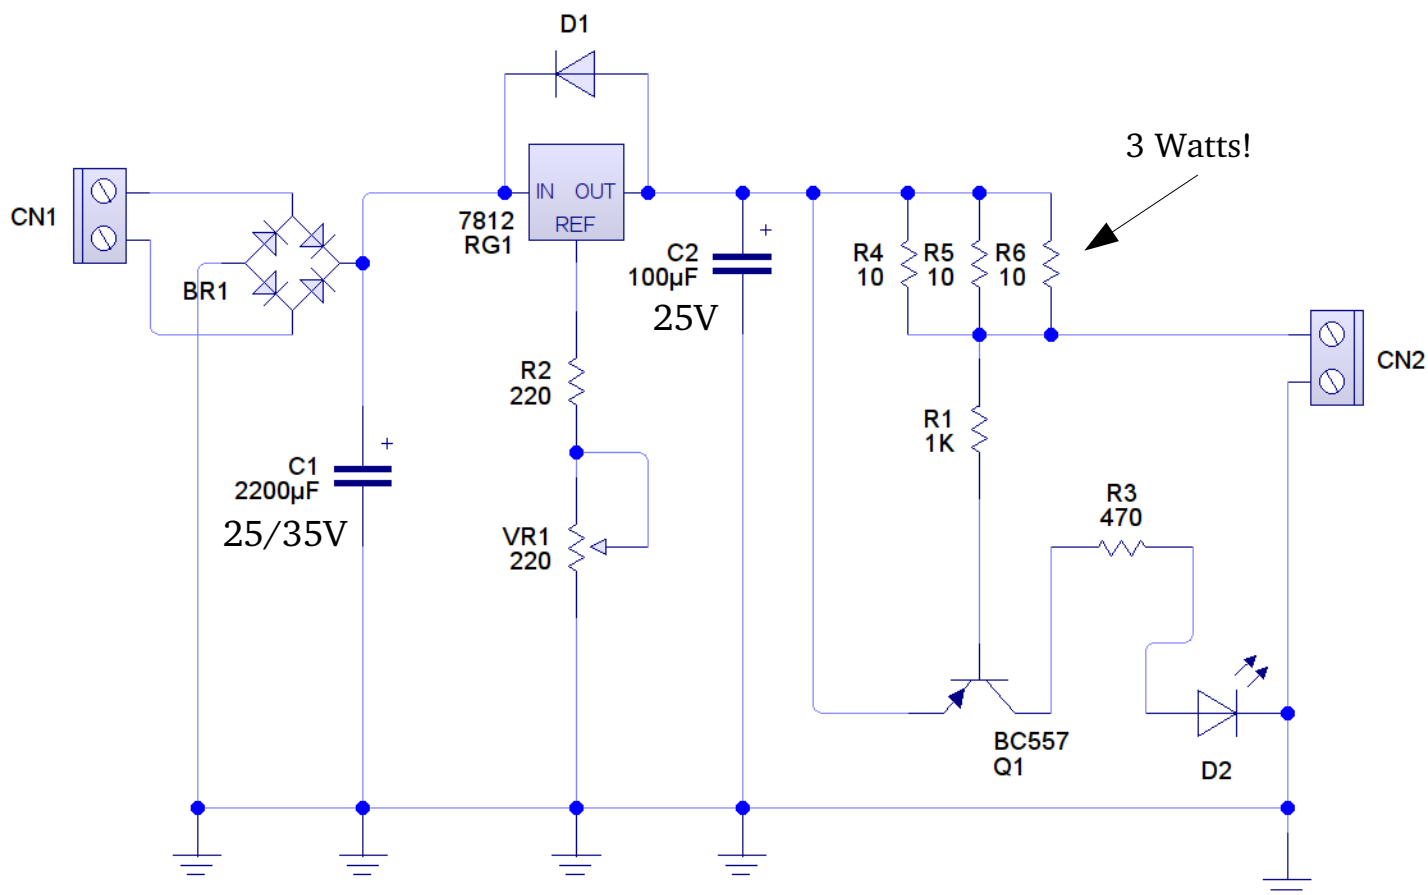 D1
3 Watts!
CN1
IN OUT
REF
7812
RG1
BR1
C2
100µF
25V
+
R4
10
R5
10
R6
10
CN2
R2
220
R1
1K
+
C1
2200µF
25/35V
VR1
220
R3
470
BC557
Q1
D2